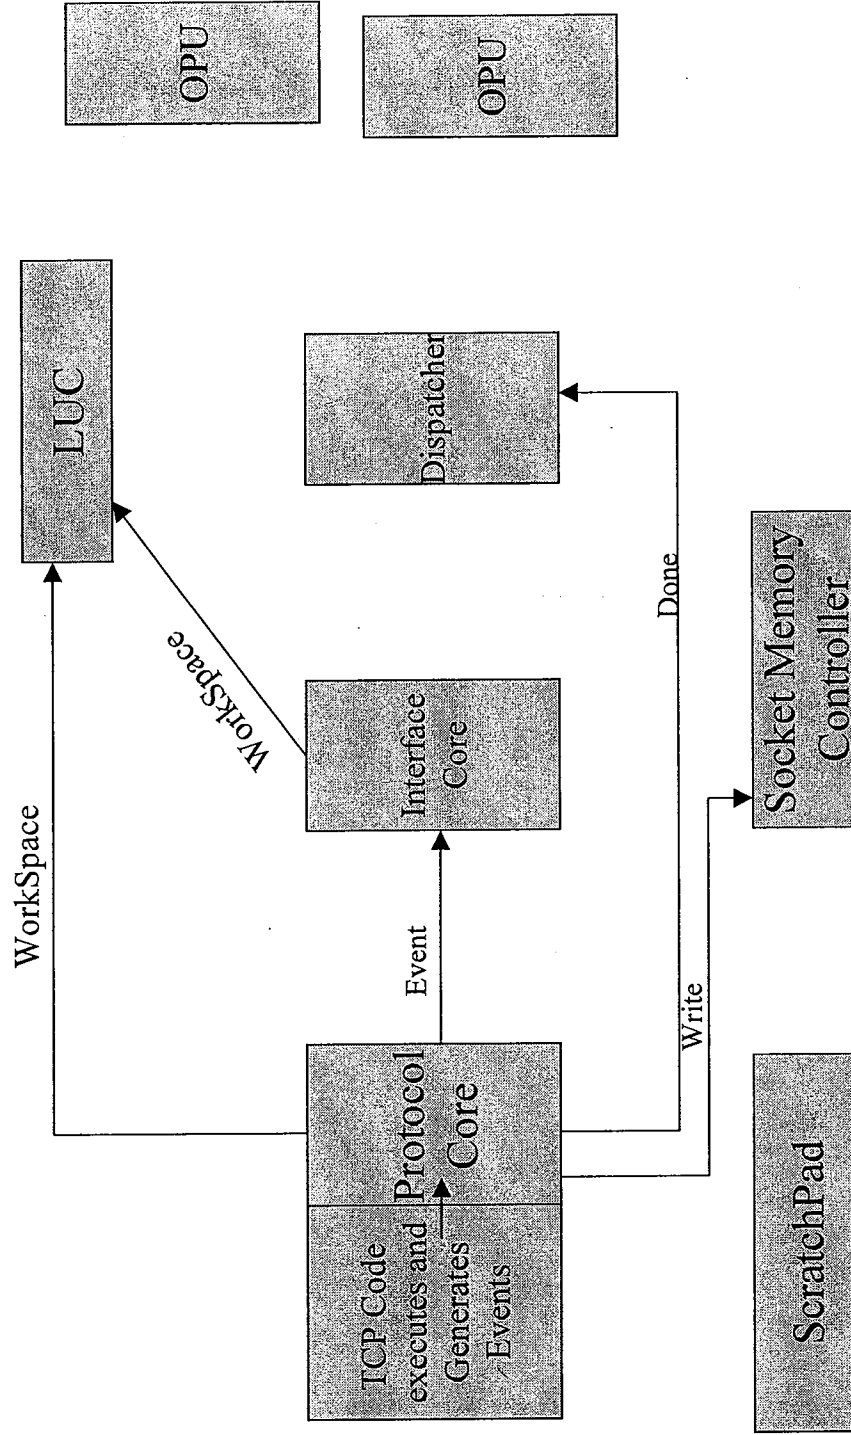 WorkSpace
LUC
OPU
TCP Code
executes and
Generates
Events
Protocol
Core
Event
Interface
Core
WorkSpace
Dispatcher
OPU
Write
Done
ScratchPad
Socket Memory
Controller